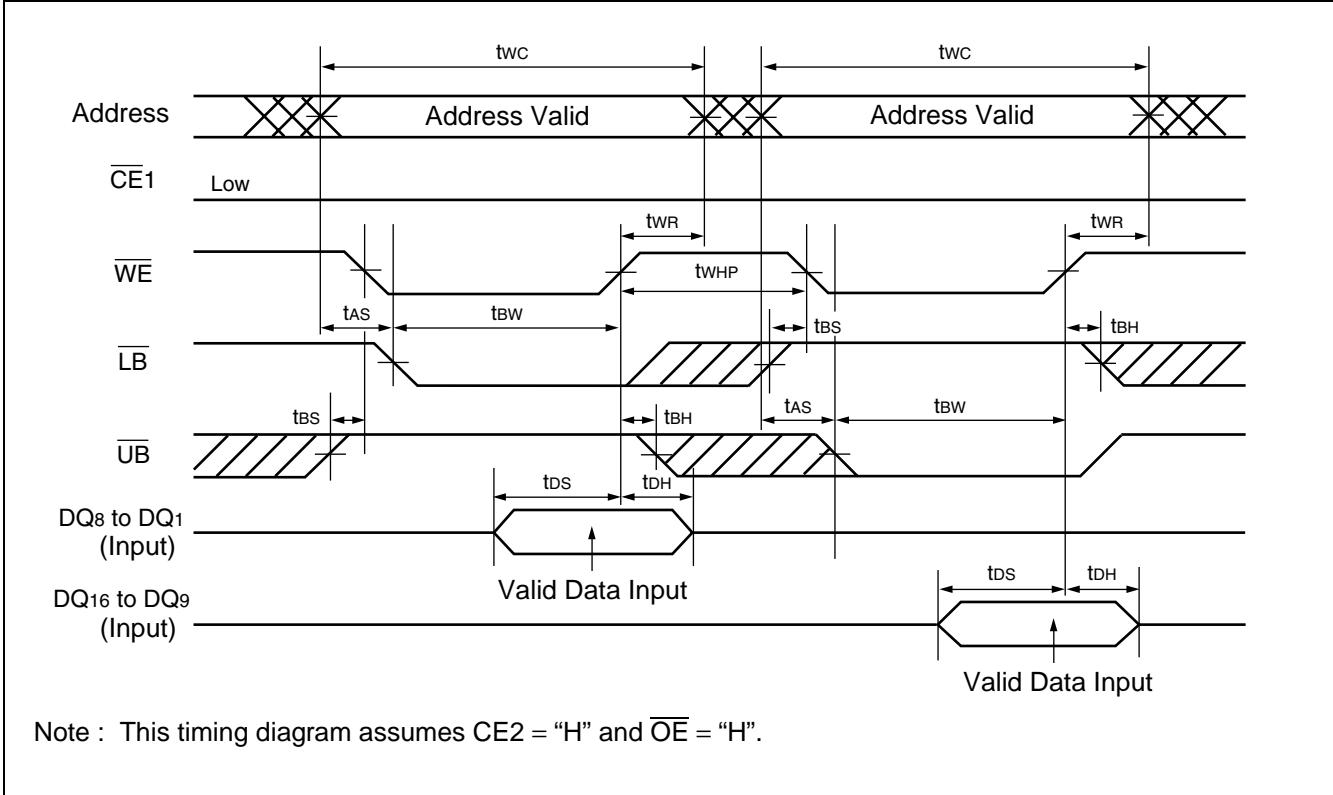 tWC tWC
Address Address Valid Address Valid
CE1 Low
tWR tWR
WE tWHP
tAS tBW tBS tBH
LB
tBS tBH tAS tBW
UB
tDS tDH
DQ8 to DQ1
(Input)
Valid Data Input
tDS tDH
DQ16 to DQ9
(Input)
Valid Data Input
Note : This timing diagram assumes CE2 = “H” and OE = “H”.